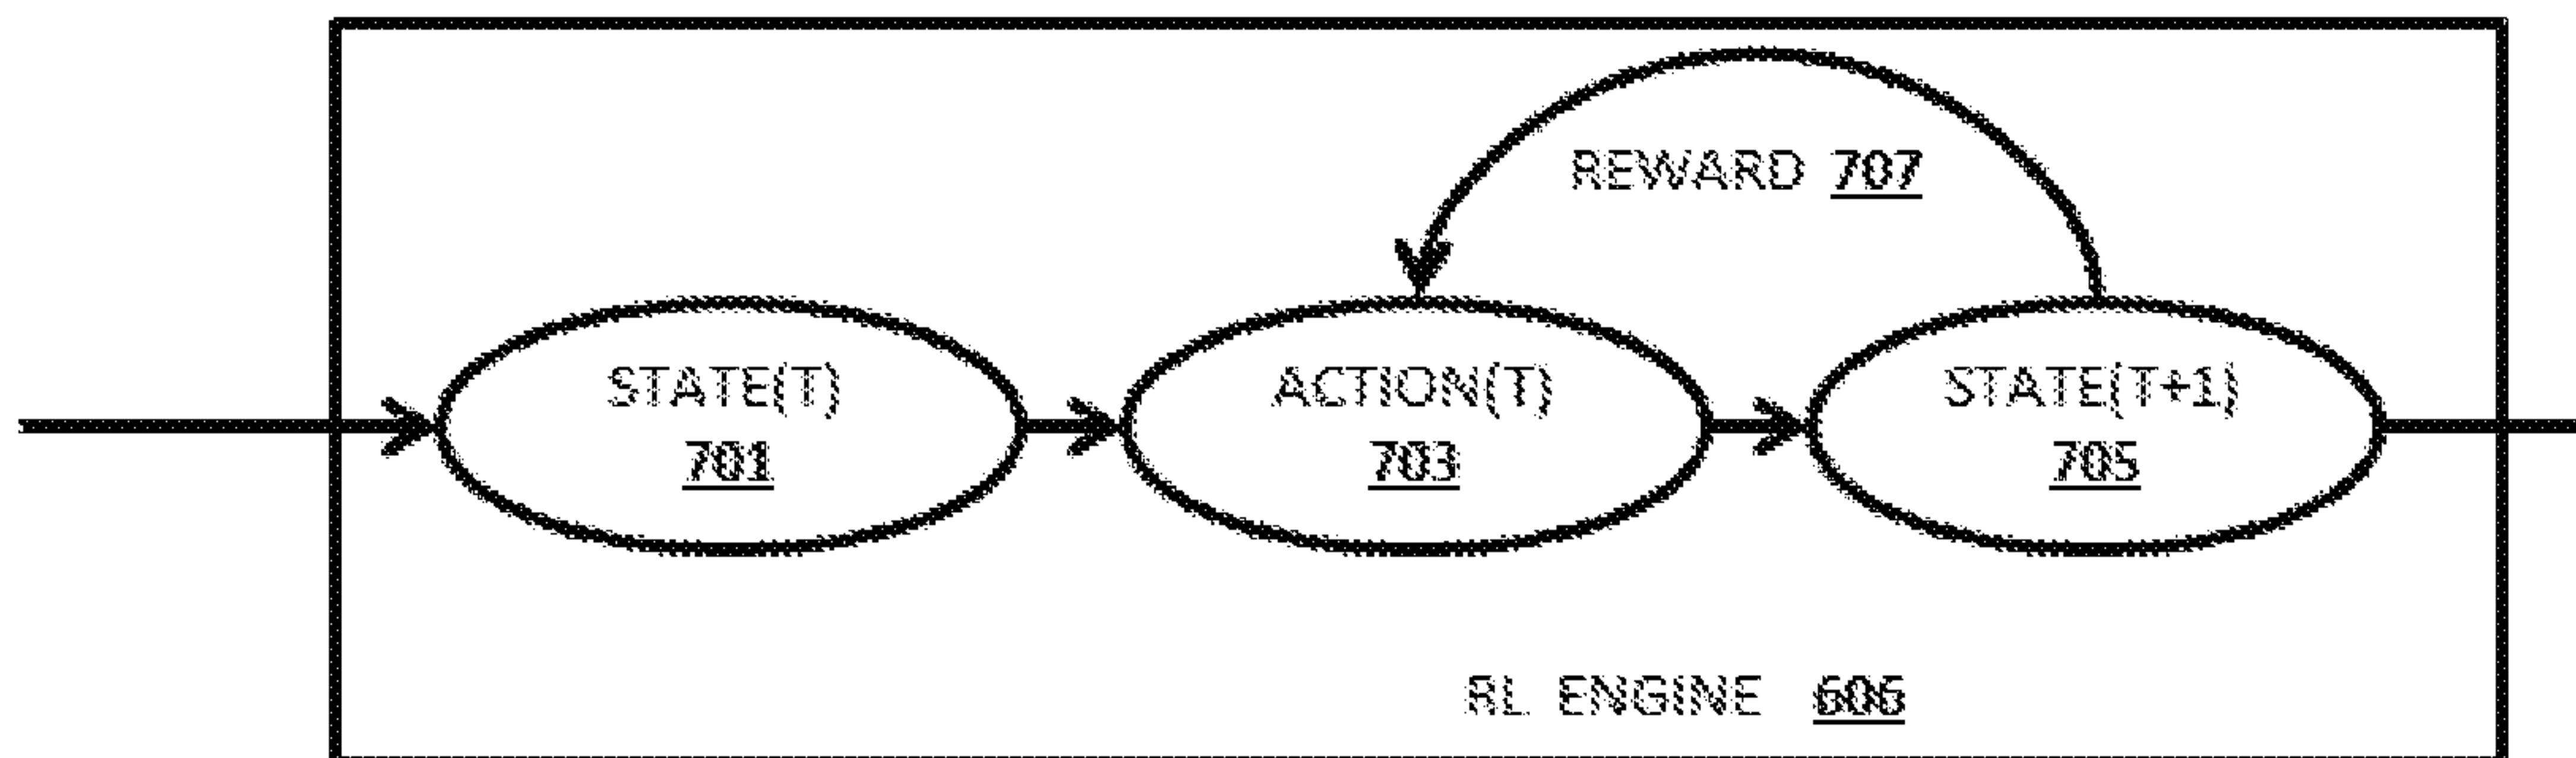 REWARD 707
STATE(T)
701
ACTION(T)
703
STATE(T+1)
705
RL ENGINE 606